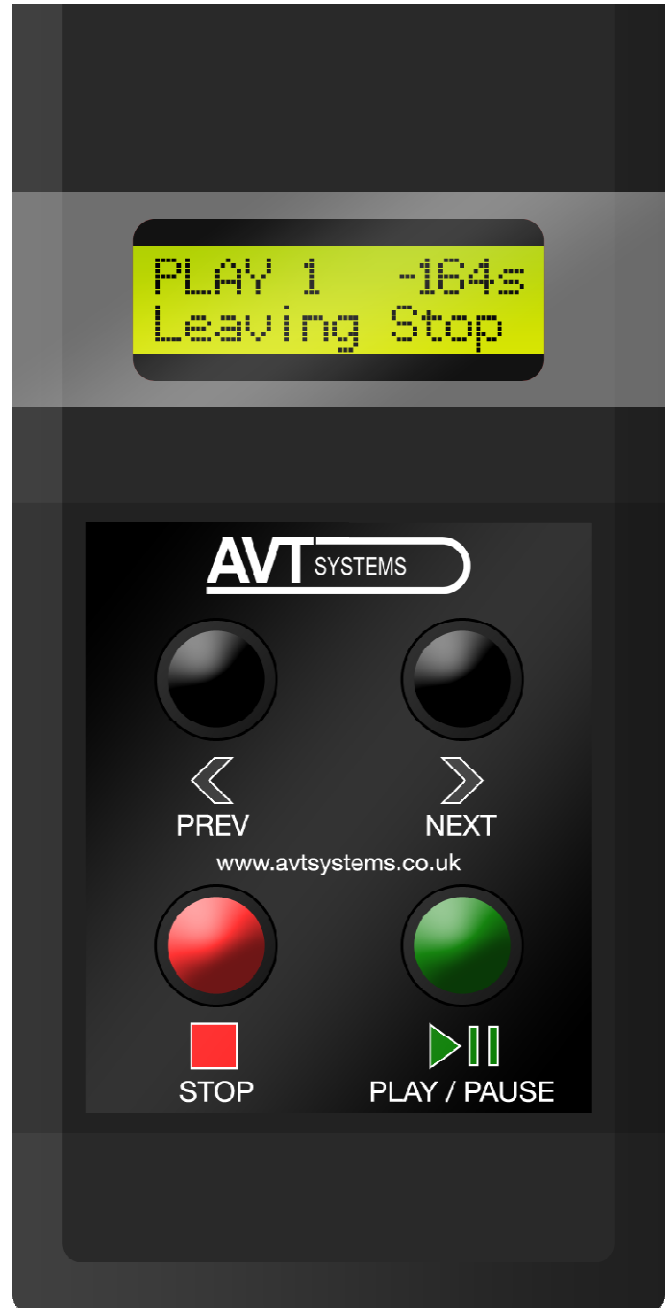 PLAY 1 -164s
Leaving Stop
AVT SYSTEMS
PREV NEXT
www.avtsystems.co.uk
STOP PLAY / PAUSE